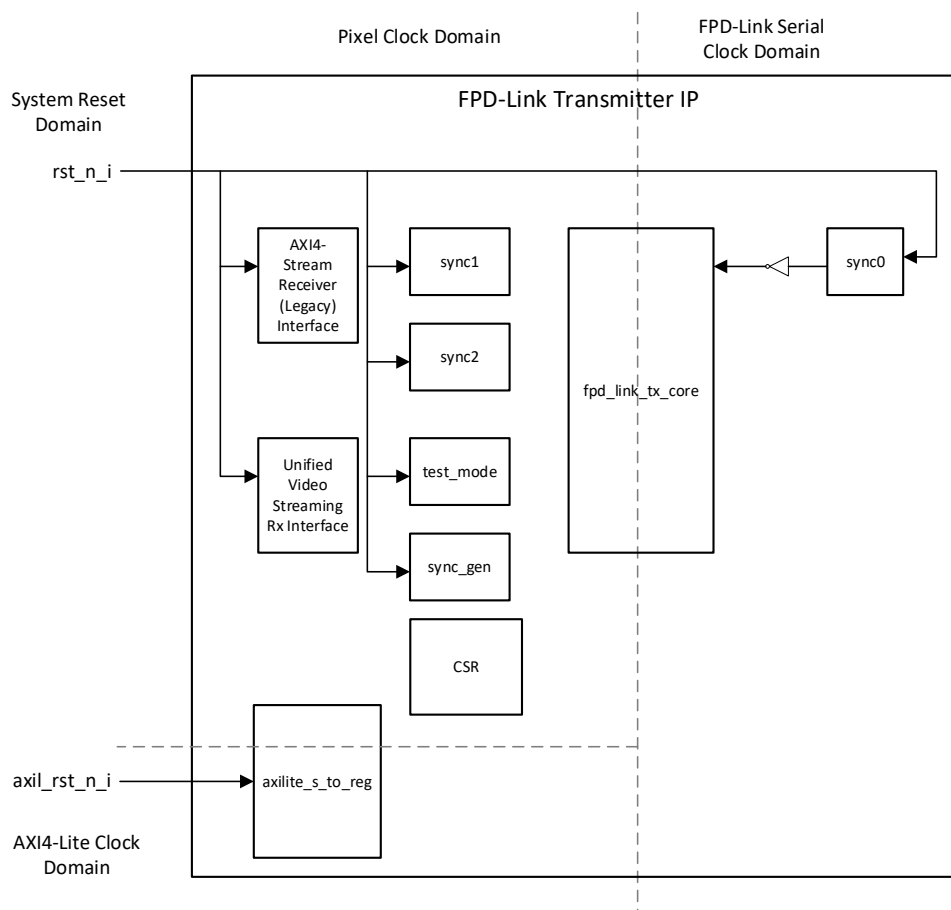 Pixel Clock Domain
FPD-Link Serial
Clock Domain
System Reset
Domain
FPD-Link Transmitter IP
rst_n_i
AXI4-
Stream
Receiver
(Legacy)
Interface
sync1
sync0
sync2
fpd_link_tx_core
Unified
Video
Streaming
Rx Interface
test_mode
sync_gen
CSR
axil_rst_n_i
axilite_s_to_reg
AXI4-Lite Clock
Domain